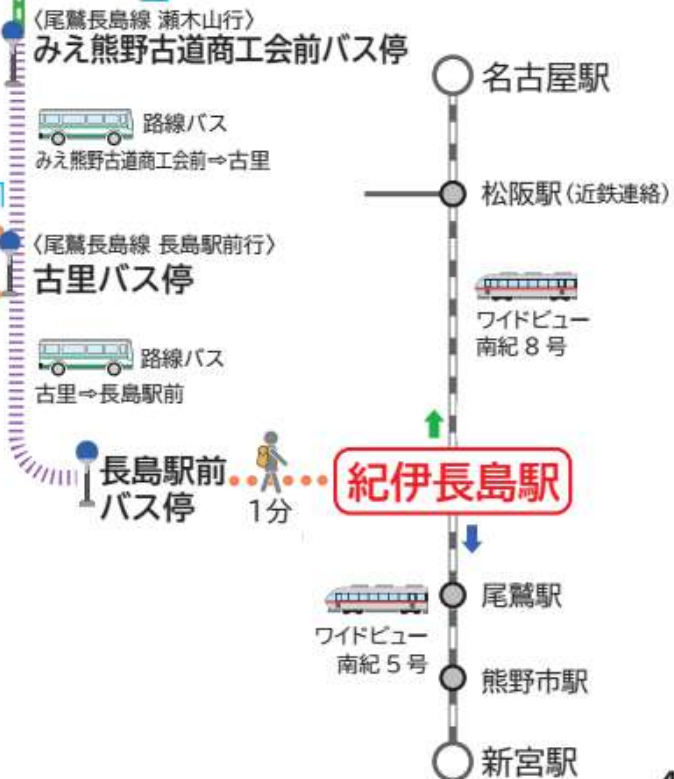 〈尾鷲長島線 瀬木山行〉
みえ熊野古道商工会前バス停
路線バス
みえ熊野古道商工会前⇨古里
〈尾鷲長島線 長島駅前行〉
古里バス停
路線バス
古里⇨長島駅前
長島駅前
バス停
1分
名古屋駅
松阪駅(近鉄連絡)
ワイドビュー
南紀 8 号
紀伊長島駅
尾鷲駅
ワイドビュー
南紀 5 号
熊野市駅
新宮駅